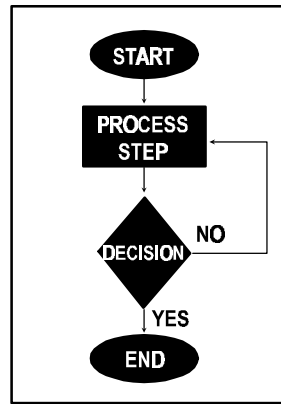 START
PROCESS
STEP
DECISION
NO
YES
END